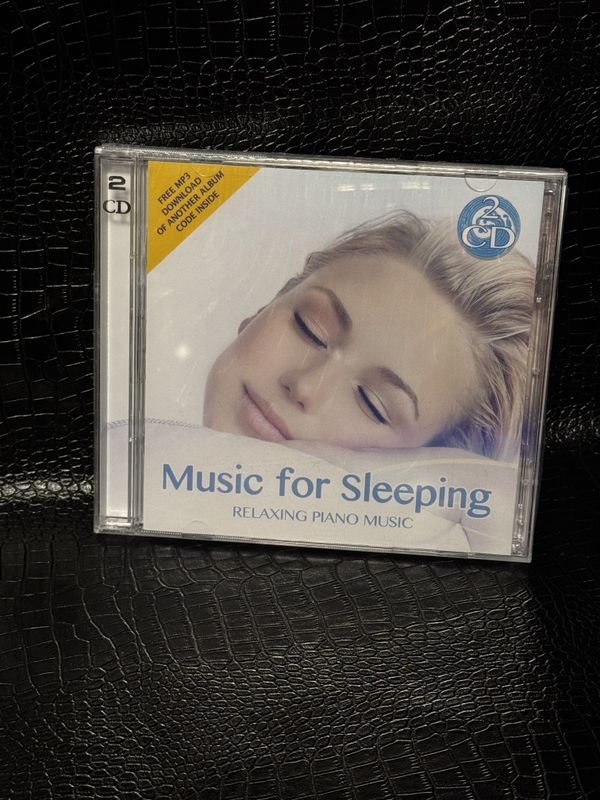 2
CD
FREE MP3
DOWNLOAD
OF ANOTHER ALBUM
CODE INSIDE
2
CD
Music for Sleeping
RELAXING PIANO MUSIC